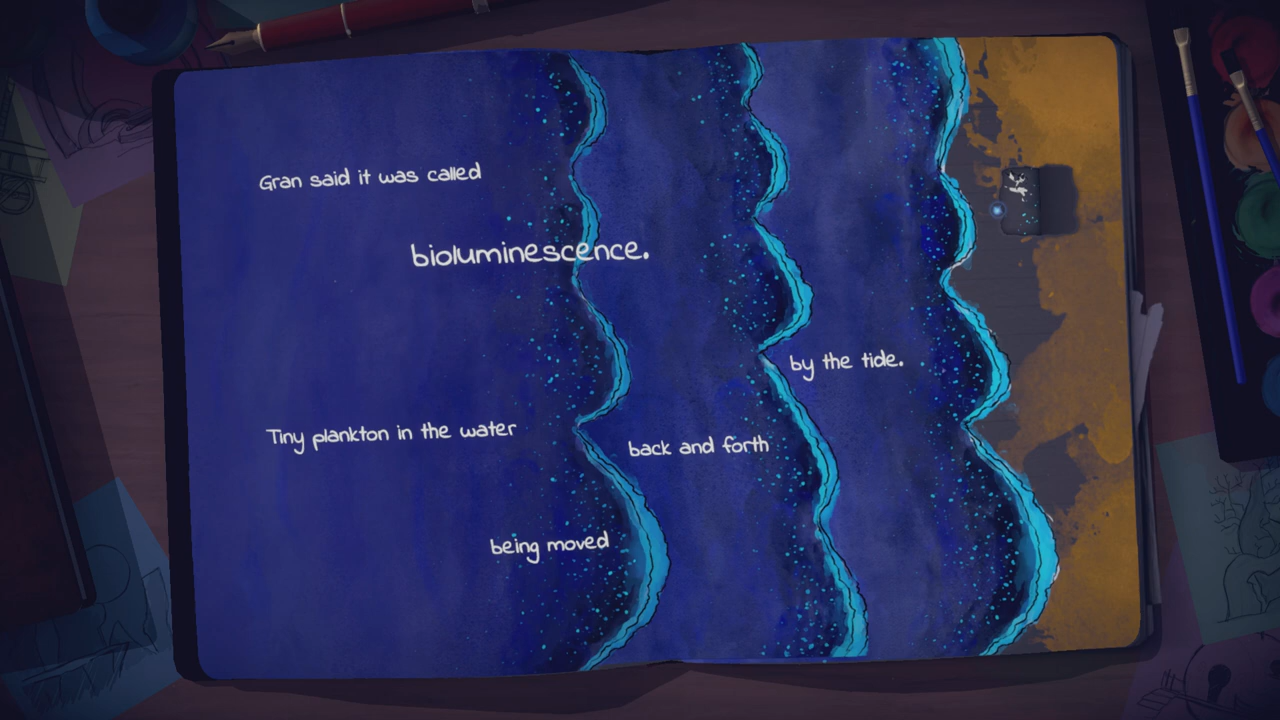 Gran said it was called
bioluminescence.
Tiny plankton in the water
being moved
back and forth
by the tide.